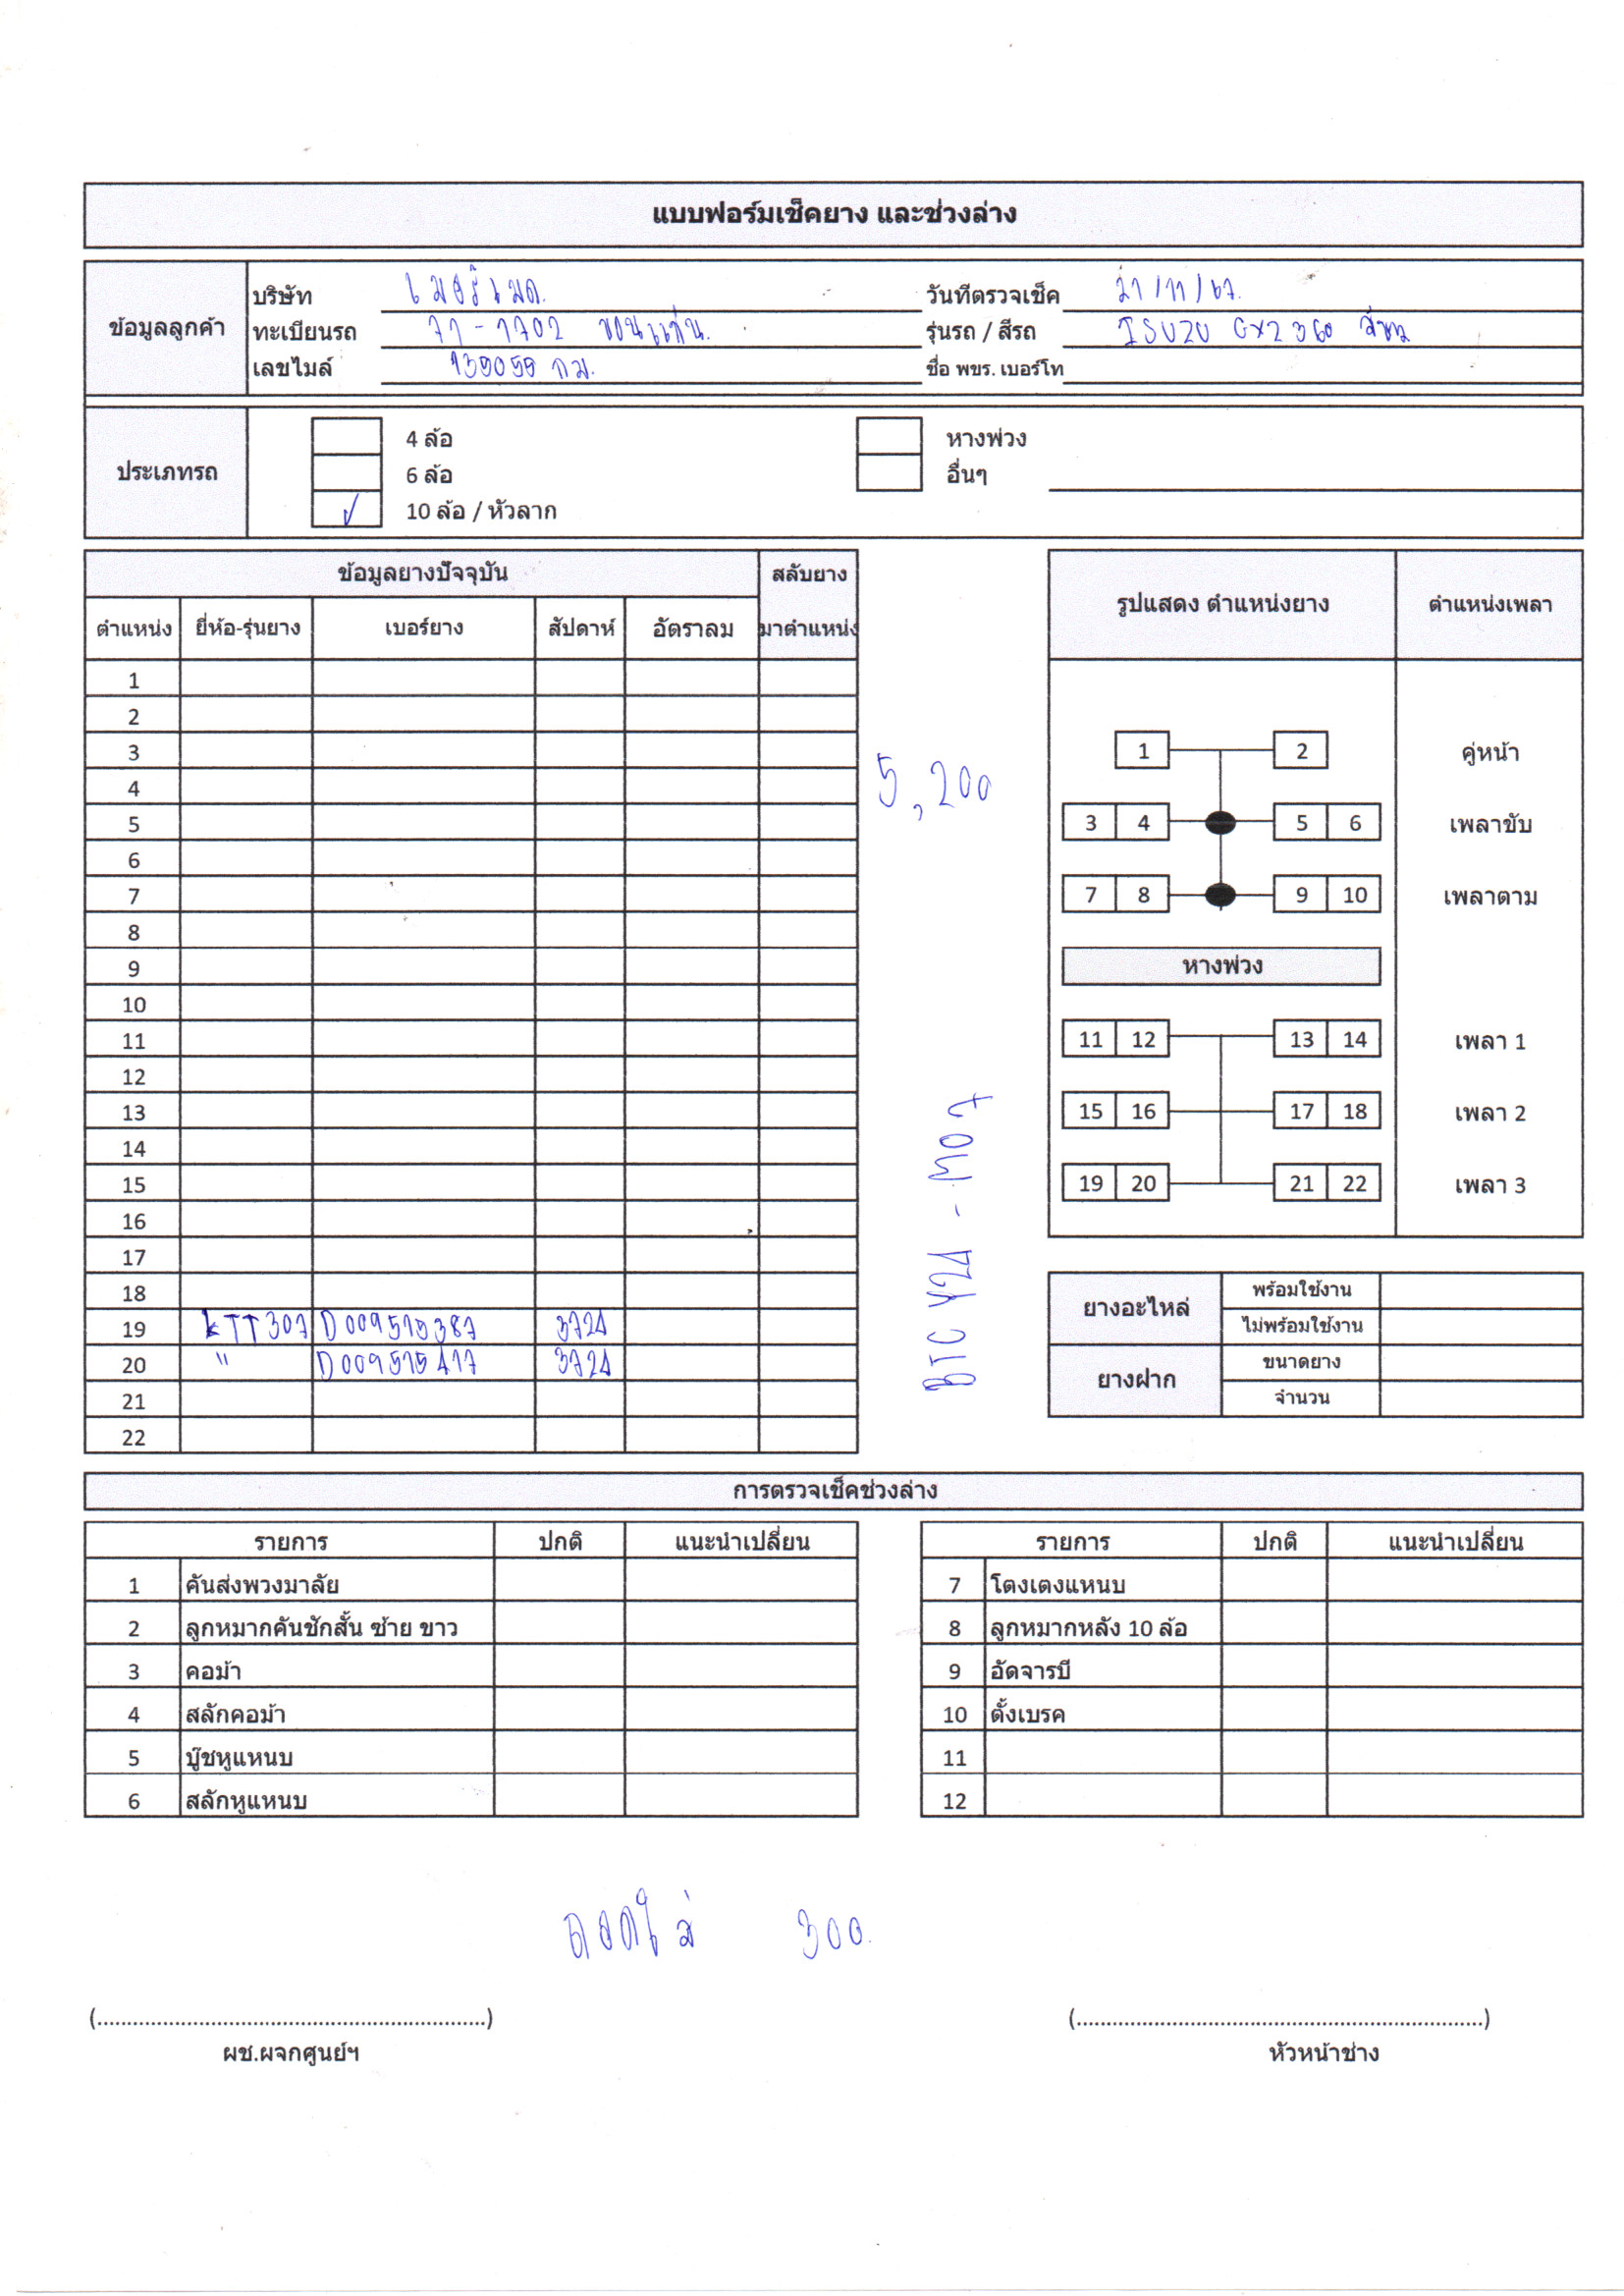 แบบฟอร์มเช็คยาง และช่วงล่าง
ข้อมูลลูกค้า
บริษัท เมอร์เมด. วันที่ตรวจเช็ค 21/11/67.
ทะเบียนรถ 71-1702 ขอนแก่น. รุ่นรถ / สีรถ ISUZU GXZ 360 สีขาว
เลขไมล์ กม. ชื่อ พขร. เบอร์โท
ประเภทรถ
4 ล้อ หางพ่วง
6 ล้อ อื่นๆ
✓ 10 ล้อ / หัวลาก
ข้อมูลยางปัจจุบัน สลับยาง
ตำแหน่ง ยี่ห้อ-รุ่นยาง เบอร์ยาง สัปดาห์ อัตราลม มาตำแหน่ง
1
2
3
4
5
6
7
8
9
10
11
12
13
14
15
16
17
18
19 TT307 D009515387 3724
20 " D009515417 3724
21
22
5,200
BTC Y24 - M07
รูปแสดง ตำแหน่งยาง ตำแหน่งเพลา
1 2 คู่หน้า
3 4 5 6 เพลาขับ
7 8 9 10 เพลาตาม
หางพ่วง
11 12 13 14 เพลา 1
15 16 17 18 เพลา 2
19 20 21 22 เพลา 3
ยางอะไหล่ พร้อมใช้งาน
ไม่พร้อมใช้งาน
ยางฝาก ขนาดยาง
จำนวน
การตรวจเช็คช่วงล่าง
รายการ ปกติ แนะนำเปลี่ยน รายการ ปกติ แนะนำเปลี่ยน
1 คันส่งพวงมาลัย 7 โตงเตงแหนบ
2 ลูกหมากคันชักสั้น ซ้าย ขาว 8 ลูกหมากหลัง 10 ล้อ
3 คอม้า 9 อัดจารบี
4 สลักคอม้า 10 ตั้งเบรค
5 บู๊ชหูแหนบ 11
6 สลักหูแหนบ 12
ถอดใส่ 300.
(.................................................................) (.....................................................................)
ผช.ผจกศูนย์ฯ หัวหน้าช่าง